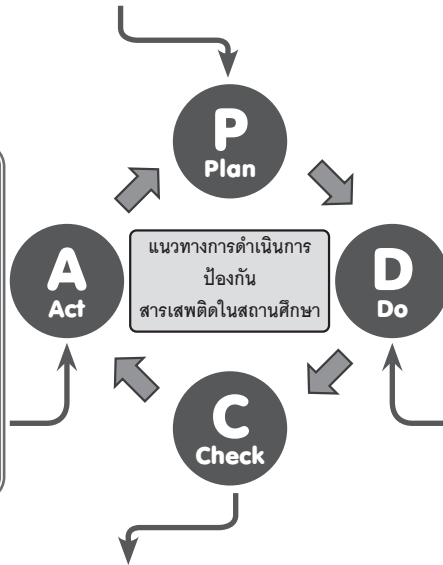 P
Plan
แนวทางการดำเนินการ
ป้องกัน
สารเสพติดในสถานศึกษา
A
Act
D
Do
C
Check